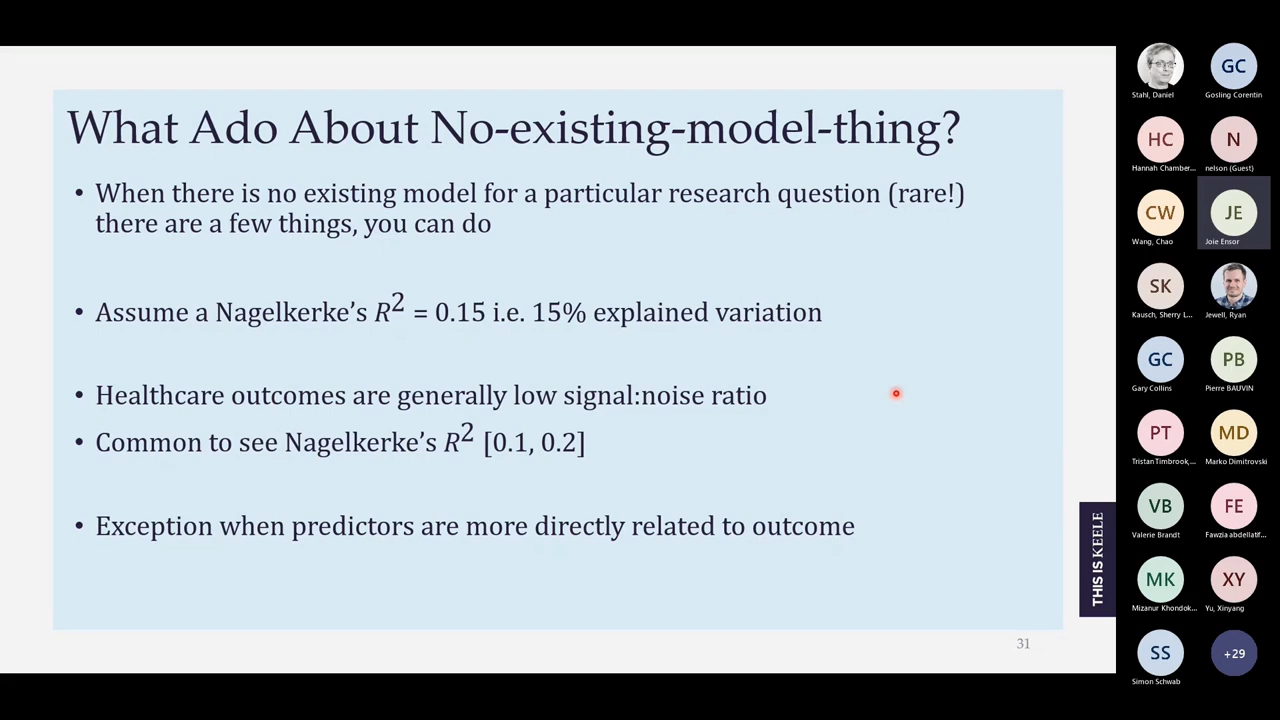 What Ado About No-existing-model-thing?
• When there is no existing model for a particular research question (rare!)
there are a few things, you can do
• Assume a Nagelkerke’s R² = 0.15 i.e. 15% explained variation
• Healthcare outcomes are generally low signal:noise ratio
• Common to see Nagelkerke’s R² [0.1, 0.2]
• Exception when predictors are more directly related to outcome
THIS IS KEELE
31
Stahl, Daniel
GC
Gosling Corentin
HC
Hannah Chamber...
N
nelson (Guest)
CW
Wang, Chao
JE
Joie Ensor
SK
Kausch, Sherry L...
Jewell, Ryan
GC
Gary Collins
PB
Pierre BAUVIN
PT
Tristan Timbrook,...
MD
Marko Dimitrovski
VB
Valerie Brandt
FE
Fawzia abdellatif...
MK
Mizanur Khondok...
XY
Yu, Xinyang
SS
Simon Schwab
+29